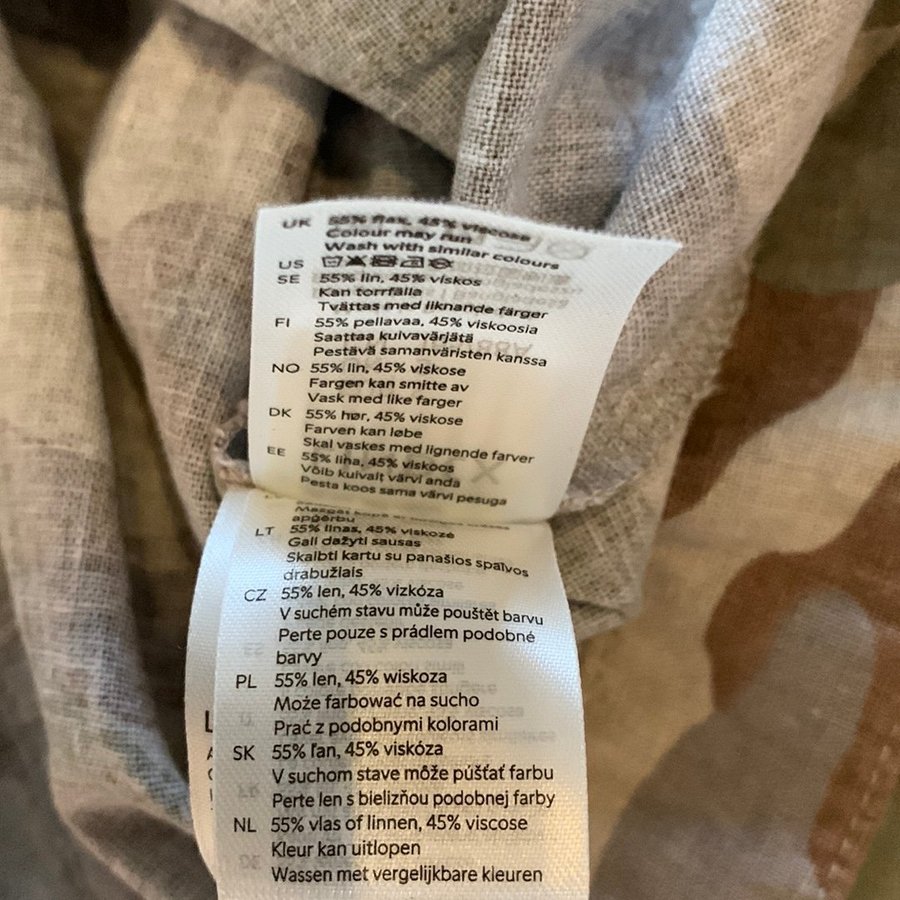 UK 55% flax, 45% viscose
Colour may run
Wash with similar colours
US
SE 55% lin, 45% viskos
Kan torrfälla
Tvättas med liknande färger
FI 55% pellavaa, 45% viskoosia
Saattaa kuivavärjätä
Pestävä samanväristen kanssa
NO 55% lin, 45% viskose
Fargen kan smitte av
Vask med like farger
DK 55% hør, 45% viskose
Farven kan løbe
Skal vaskes med lignende farver
EE 55% lina, 45% viskoos
Võib kuivalt värvi anda
Pesta koos sama värvi pesuga
apģērbu
LT 55% linas, 45% viskozė
Gali dažyti sausas
Skalbti kartu su panašios spalvos
drabužiais
CZ 55% len, 45% vizkóza
V suchém stavu může pouštět barvu
Perte pouze s prádlem podobné
barvy
PL 55% len, 45% wiskoza
Może farbować na sucho
Prać z podobnymi kolorami
SK 55% ľan, 45% viskóza
V suchom stave môže púšťať farbu
Perte len s bielizňou podobnej farby
NL 55% vlas of linnen, 45% viscose
Kleur kan uitlopen
Wassen met vergelijkbare kleuren